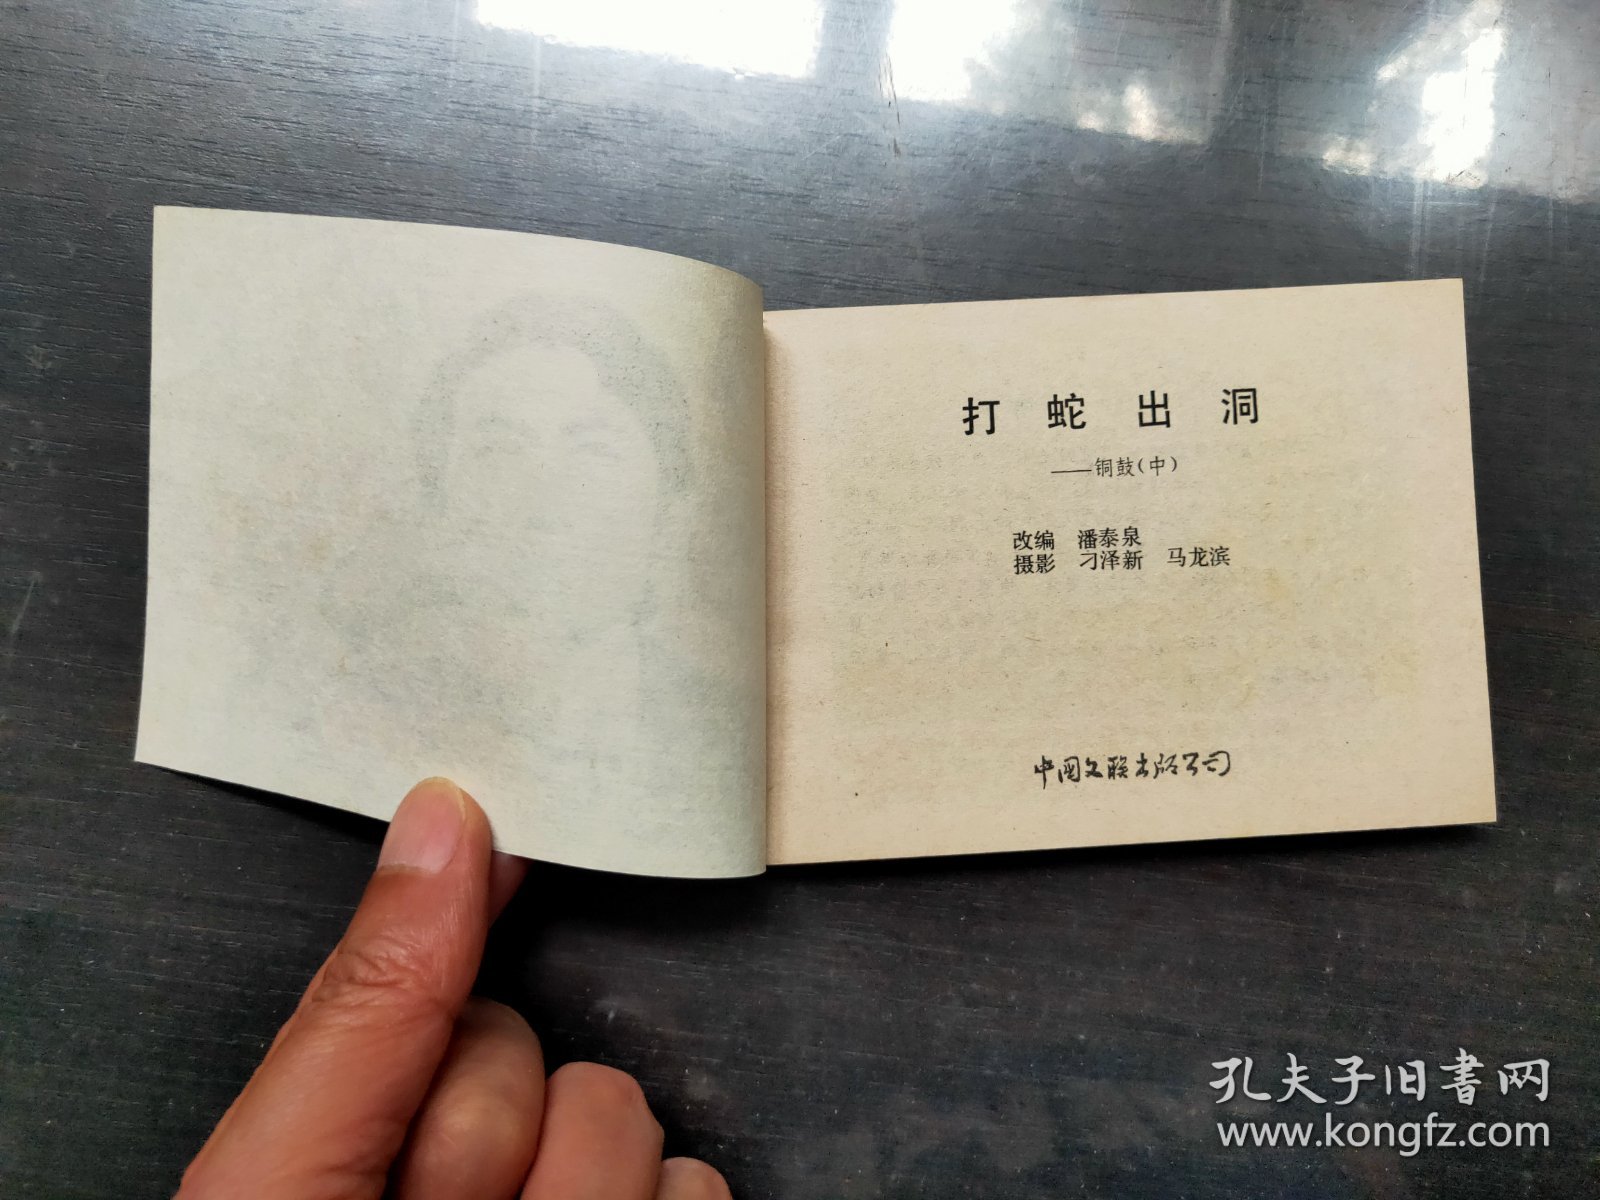 打蛇出洞
——铜鼓(中)
改编 潘泰泉
摄影 刁泽新 马龙滨
中国文联出版公司
孔夫子旧書网
www.kongfz.com